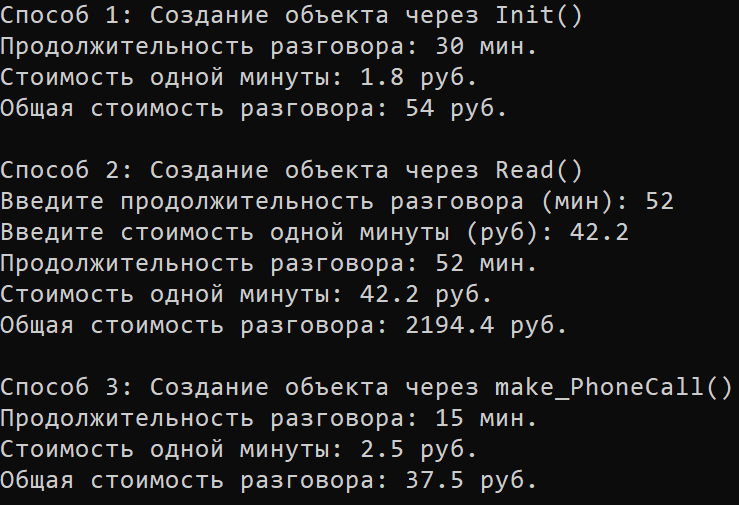 Способ 1: Создание объекта через Init()
Продолжительность разговора: 30 мин.
Стоимость одной минуты: 1.8 руб.
Общая стоимость разговора: 54 руб.
Способ 2: Создание объекта через Read()
Введите продолжительность разговора (мин): 52
Введите стоимость одной минуты (руб): 42.2
Продолжительность разговора: 52 мин.
Стоимость одной минуты: 42.2 руб.
Общая стоимость разговора: 2194.4 руб.
Способ 3: Создание объекта через make_PhoneCall()
Продолжительность разговора: 15 мин.
Стоимость одной минуты: 2.5 руб.
Общая стоимость разговора: 37.5 руб.